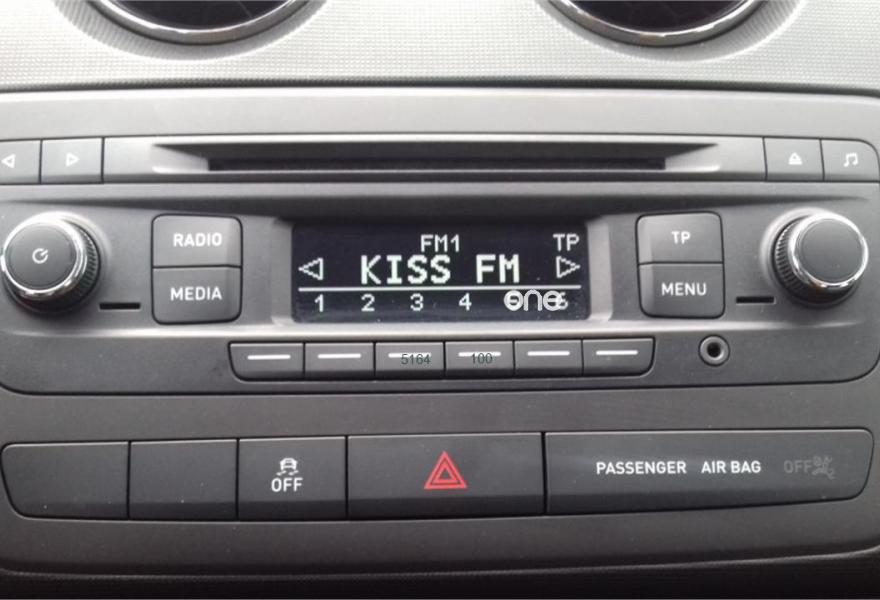 FM1 TP
RADIO
KISS FM
TP
MEDIA
1 2 3 4
one
MENU
5164 100
OFF
PASSENGER AIR BAG OFF